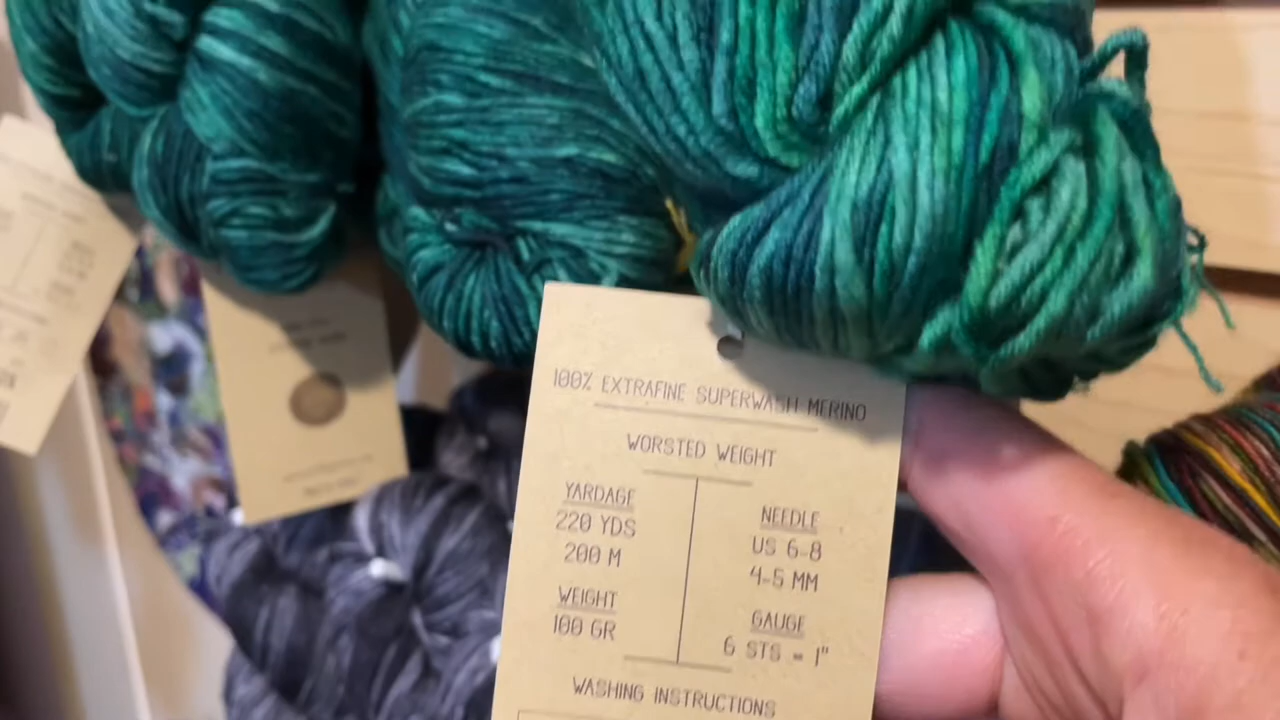 100% EXTRAFINE SUPERWASH MERINO
WORSTED WEIGHT
YARDAGE
220 YDS
200 M
WEIGHT
100 GR
NEEDLE
US 6-8
4-5 MM
GAUGE
6 STS = 1"
WASHING INSTRUCTIONS